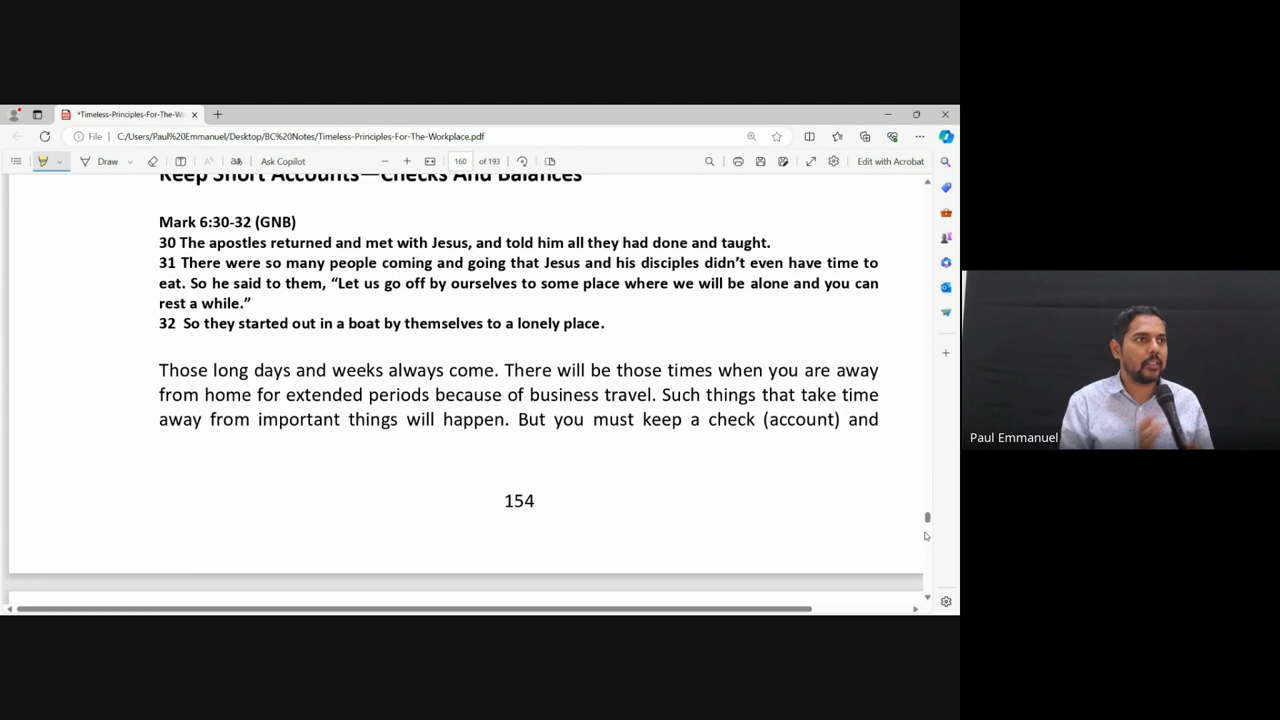 *Timeless-Principles-For-The-Wo
File
C:/Users/Paul%20Emmanuel/Desktop/BC%20Notes/Timeless-Principles-For-The-Workplace.pdf
Draw
Ask Copilot
160 of 193
Edit with Acrobat
Keep Short Accounts—Checks And Balances
Mark 6:30-32 (GNB)
30 The apostles returned and met with Jesus, and told him all they had done and taught.
31 There were so many people coming and going that Jesus and his disciples didn’t even have time to
eat. So he said to them, “Let us go off by ourselves to some place where we will be alone and you can
rest a while.”
32 So they started out in a boat by themselves to a lonely place.
Those long days and weeks always come. There will be those times when you are away
from home for extended periods because of business travel. Such things that take time
away from important things will happen. But you must keep a check (account) and
154
Paul Emmanuel